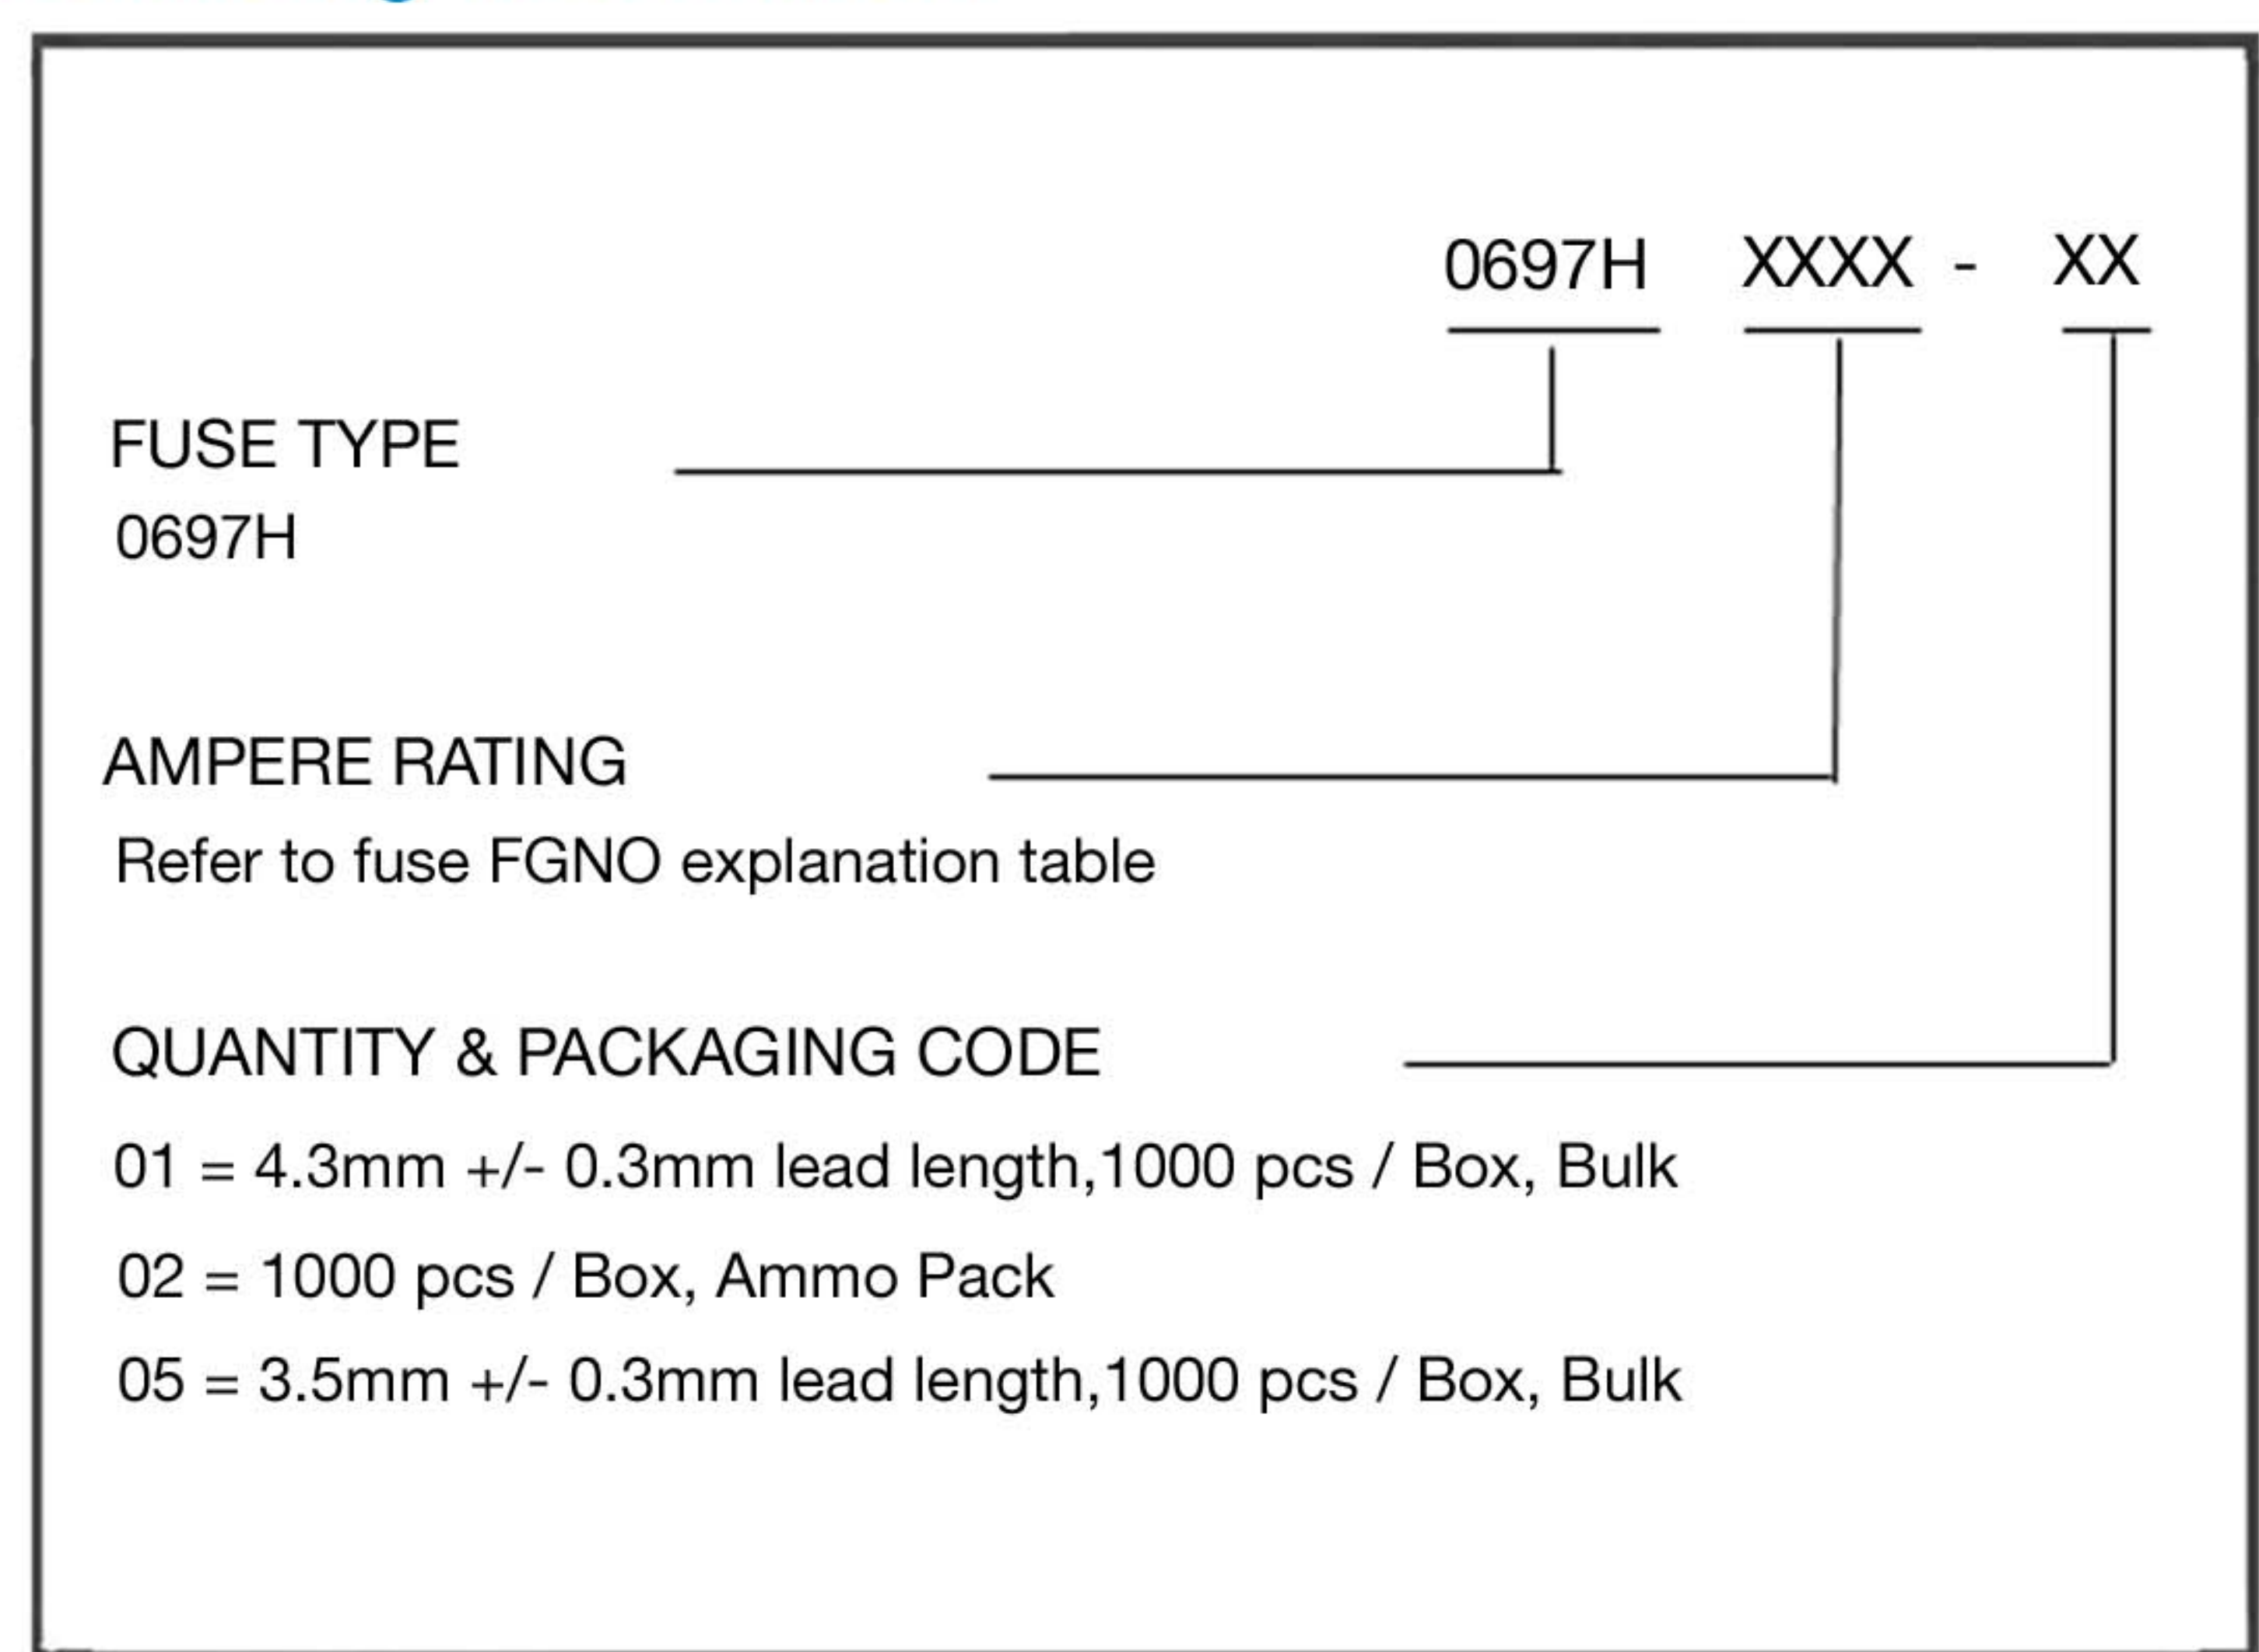 0697H XXXX - XX
FUSE TYPE
0697H
AMPERE RATING
Refer to fuse FGNO explanation table
QUANTITY & PACKAGING CODE
01 = 4.3mm +/- 0.3mm lead length,1000 pcs / Box, Bulk
02 = 1000 pcs / Box, Ammo Pack
05 = 3.5mm +/- 0.3mm lead length,1000 pcs / Box, Bulk